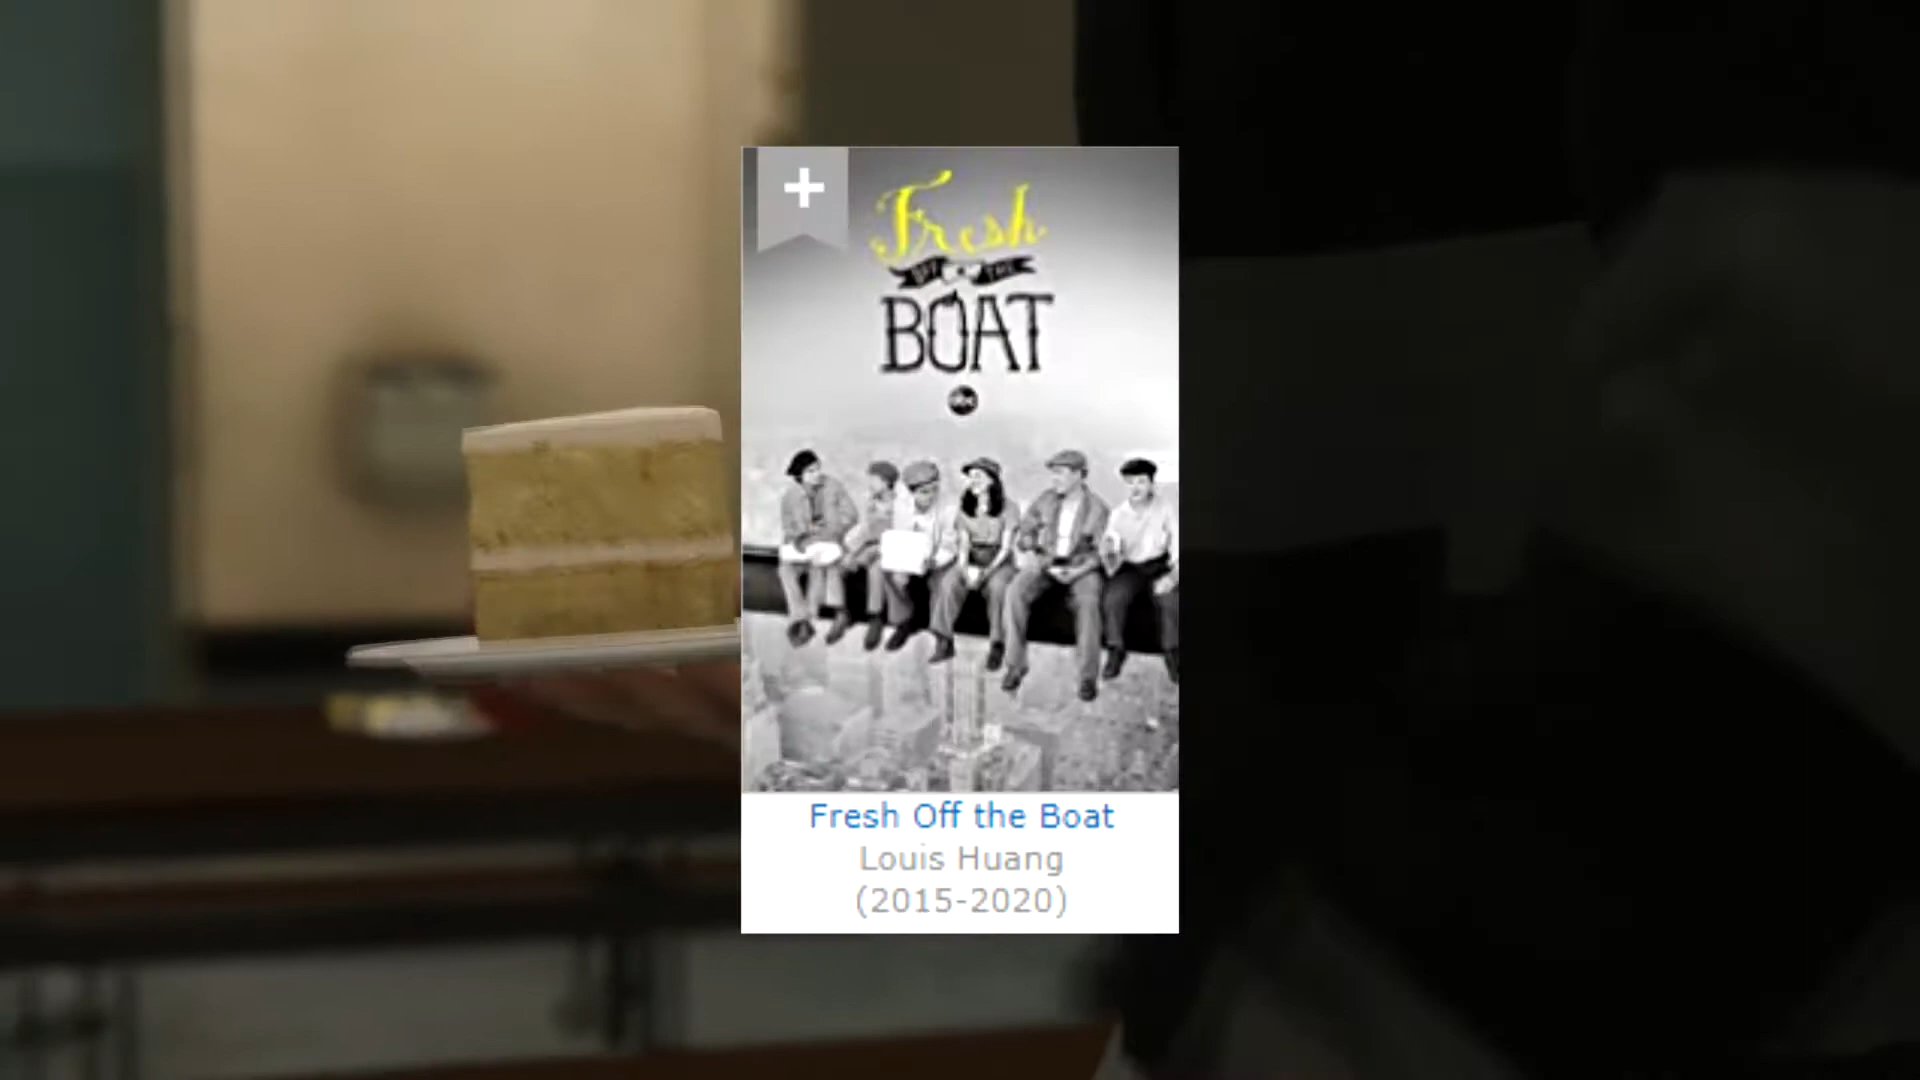 Fresh
OFF THE
BOAT
abc
Fresh Off the Boat
Louis Huang
(2015-2020)